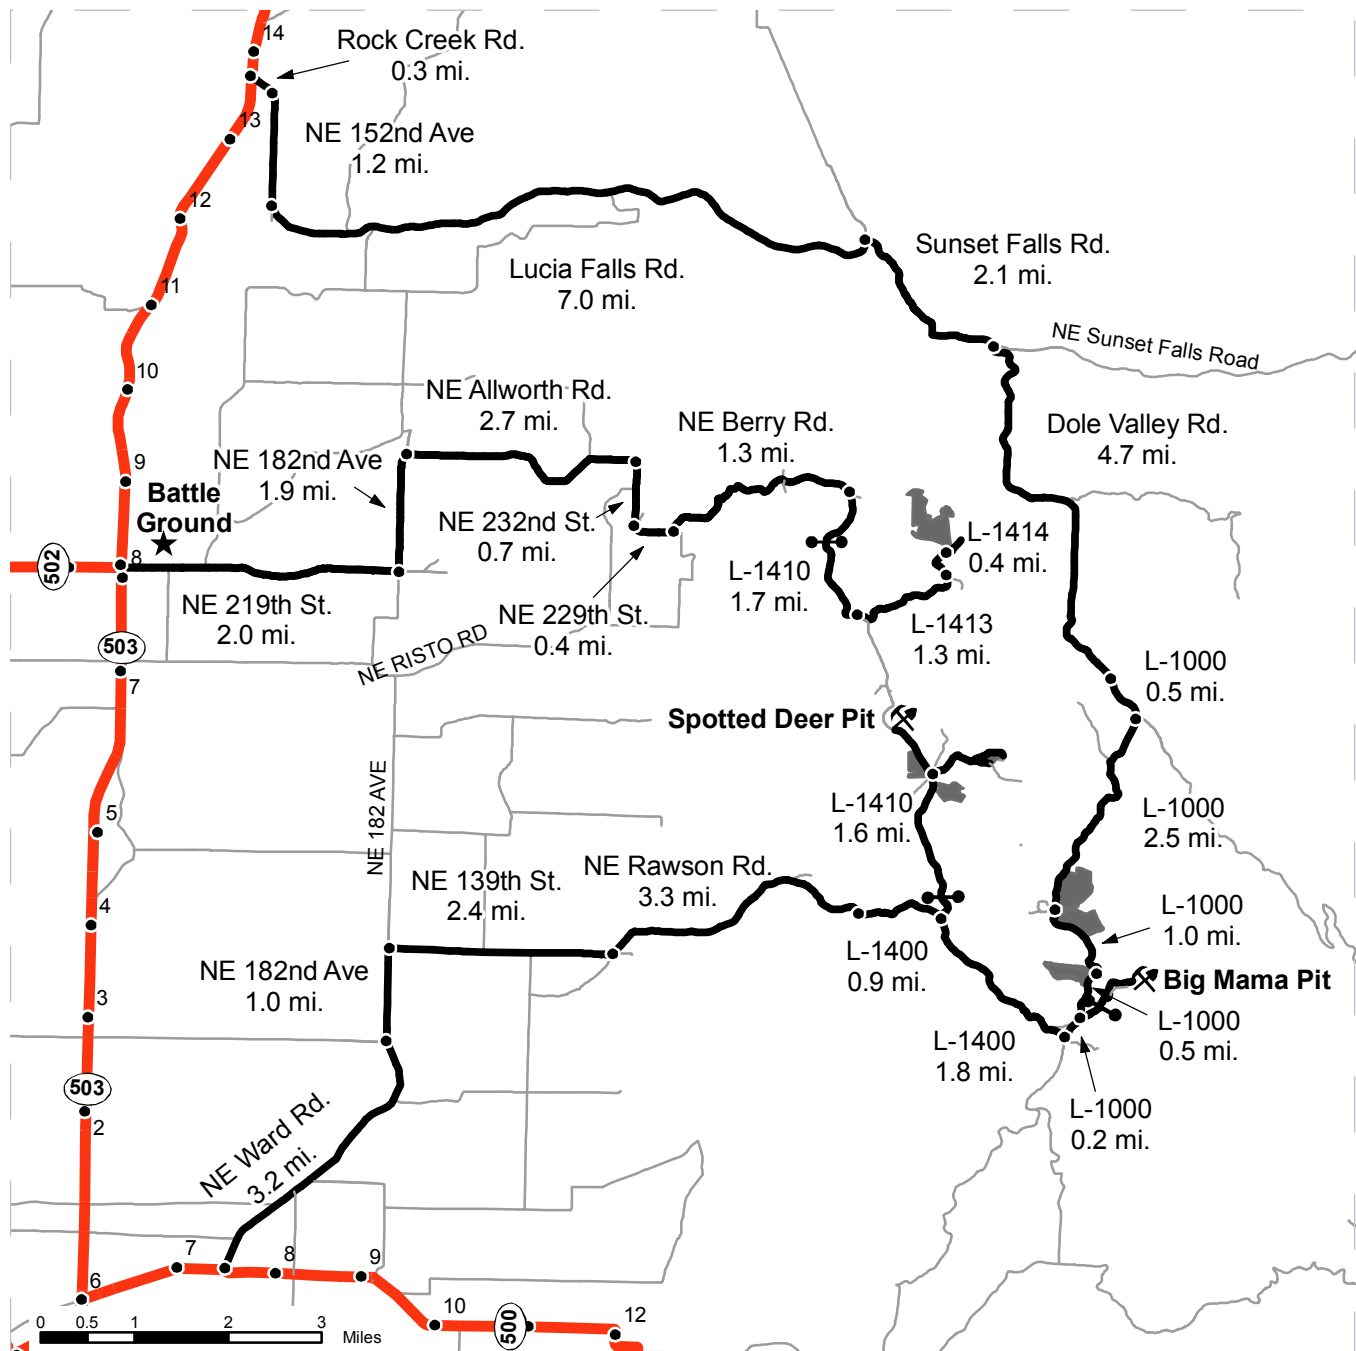 14
Rock Creek Rd.
0.3 mi.
13
NE 152nd Ave
1.2 mi.
12
Sunset Falls Rd.
2.1 mi.
Lucia Falls Rd.
7.0 mi.
11
NE Sunset Falls Road
10
NE Allworth Rd.
2.7 mi.
NE Berry Rd.
1.3 mi.
Dole Valley Rd.
4.7 mi.
9
NE 182nd Ave
1.9 mi.
Battle
Ground
NE 232nd St.
0.7 mi.
L-1414
0.4 mi.
502
8
L-1410
1.7 mi.
NE 219th St.
2.0 mi.
NE 229th St.
0.4 mi.
L-1413
1.3 mi.
503
NE RISTO RD
7
L-1000
0.5 mi.
Spotted Deer Pit
NE 182 AVE
L-1410
1.6 mi.
L-1000
2.5 mi.
5
NE 139th St.
2.4 mi.
NE Rawson Rd.
3.3 mi.
4
L-1000
1.0 mi.
L-1400
0.9 mi.
NE 182nd Ave
1.0 mi.
Big Mama Pit
3
L-1000
0.5 mi.
L-1400
1.8 mi.
503
L-1000
0.2 mi.
2
NE Ward Rd.
3.2 mi.
7
8
9
6
10
500
12
0 0.5 1 2 3
Miles